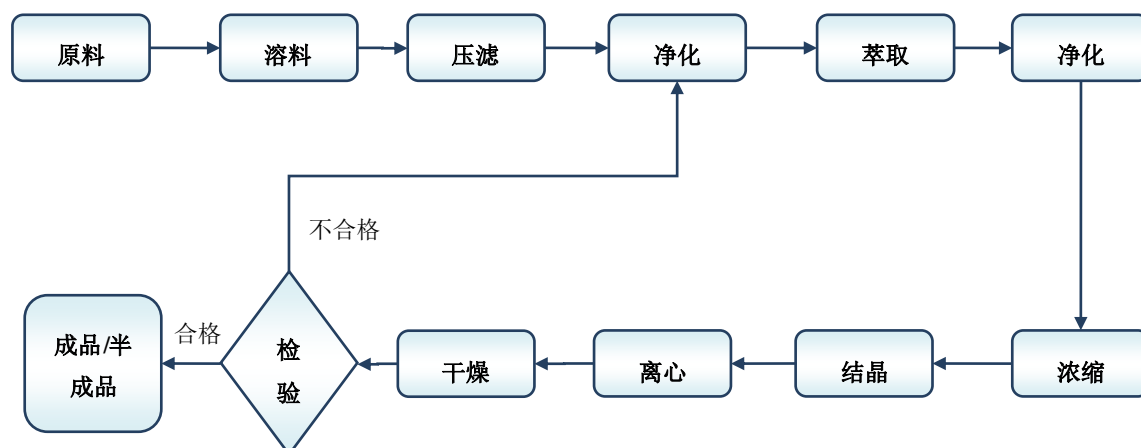 原料
溶料
压滤
净化
萃取
净化
不合格
成品/半
成品
合格
检
验
干燥
离心
结晶
浓缩